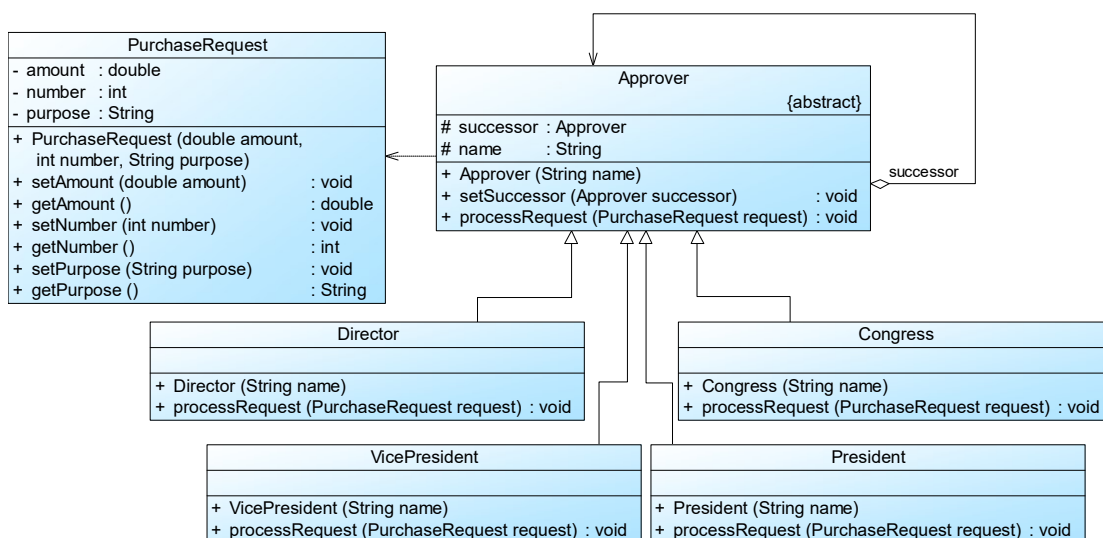 PurchaseRequest
- amount : double
- number : int
- purpose : String
+ PurchaseRequest (double amount,
int number, String purpose)
+ setAmount (double amount) : void
+ getAmount () : double
+ setNumber (int number) : void
+ getNumber () : int
+ setPurpose (String purpose) : void
+ getPurpose () : String
Approver
{abstract}
# successor : Approver
# name : String
+ Approver (String name)
+ setSuccessor (Approver successor) : void
+ processRequest (PurchaseRequest request) : void
successor
Director
+ Director (String name)
+ processRequest (PurchaseRequest request) : void
Congress
+ Congress (String name)
+ processRequest (PurchaseRequest request) : void
VicePresident
+ VicePresident (String name)
+ processRequest (PurchaseRequest request) : void
President
+ President (String name)
+ processRequest (PurchaseRequest request) : void